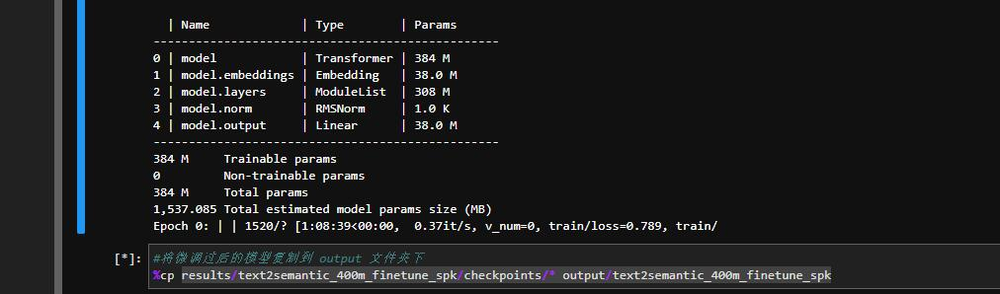 | Name | Type | Params
------------------------------------------------
0 | model | Transformer | 384 M
1 | model.embeddings | Embedding | 38.0 M
2 | model.layers | ModuleList | 308 M
3 | model.norm | RMSNorm | 1.0 K
4 | model.output | Linear | 38.0 M
------------------------------------------------
384 M Trainable params
0 Non-trainable params
384 M Total params
1,537.085 Total estimated model params size (MB)
Epoch 0: | | 1520/? [1:08:39<00:00, 0.37it/s, v_num=0, train/loss=0.789, train/
[*]: #将微调过后的模型复制到 output 文件夹下
%cp results/text2semantic_400m_finetune_spk/checkpoints/* output/text2semantic_400m_finetune_spk